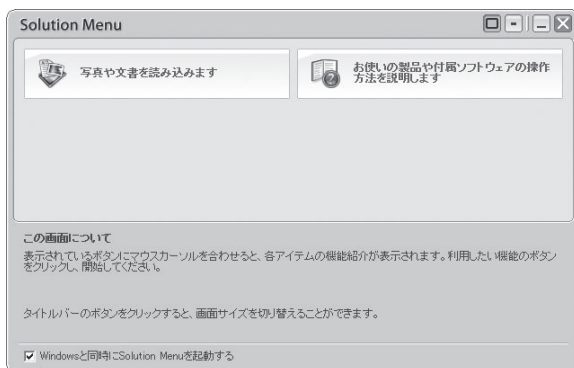 Solution Menu
写真や文書を読み込みます
お使いの製品や付属ソフトウェアの操作
方法を説明します
この画面について
表示されているボタンにマウスカーソルを合わせると、各アイテムの機能紹介が表示されます。利用したい機能のボタン
をクリックし、開始してください。
タイトルバーのボタンをクリックすると、画面サイズを切り替えることができます。
Windowsと同時にSolution Menuを起動する